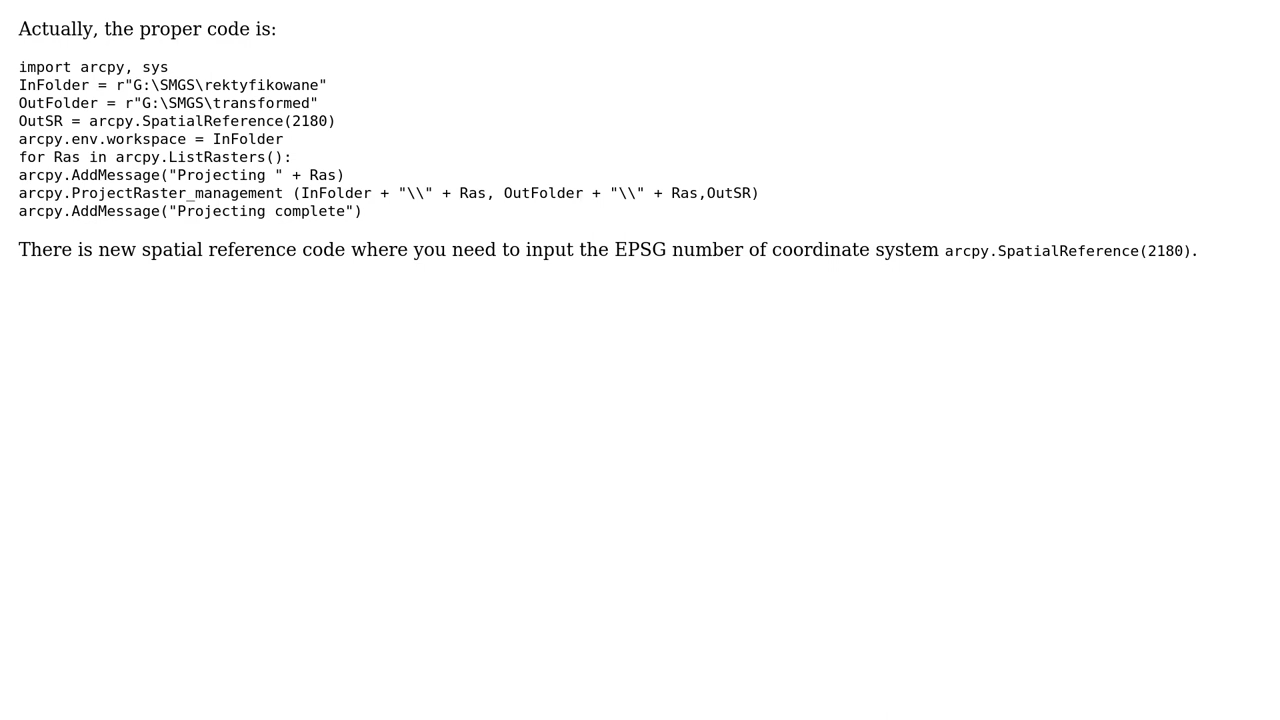 Actually, the proper code is:
import arcpy, sys
InFolder = r"G:\SMGS\rektyfikowane"
OutFolder = r"G:\SMGS\transformed"
OutSR = arcpy.SpatialReference(2180)
arcpy.env.workspace = InFolder
for Ras in arcpy.ListRasters():
arcpy.AddMessage("Projecting " + Ras)
arcpy.ProjectRaster_management (InFolder + "\\" + Ras, OutFolder + "\\" + Ras,OutSR)
arcpy.AddMessage("Projecting complete")
There is new spatial reference code where you need to input the EPSG number of coordinate system arcpy.SpatialReference(2180).